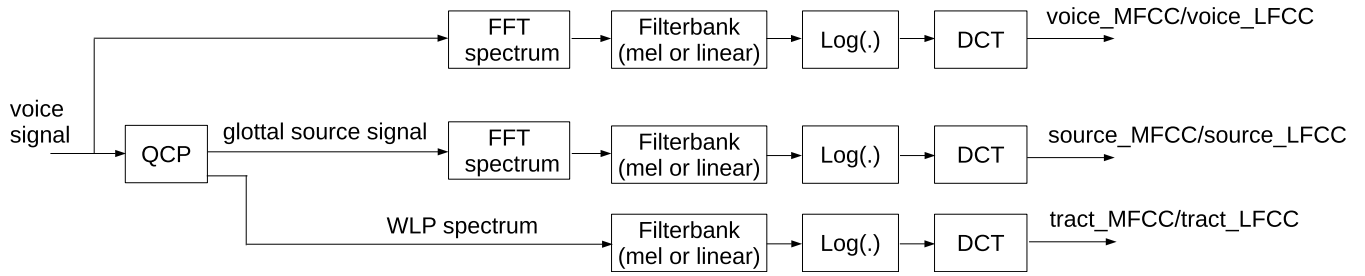 FFT
spectrum
Filterbank
(mel or linear)
Log(.)
DCT
voice_MFCC/voice_LFCC
voice
signal
QCP
glottal source signal
FFT
spectrum
Filterbank
(mel or linear)
Log(.)
DCT
source_MFCC/source_LFCC
WLP spectrum
Filterbank
(mel or linear)
Log(.)
DCT
tract_MFCC/tract_LFCC